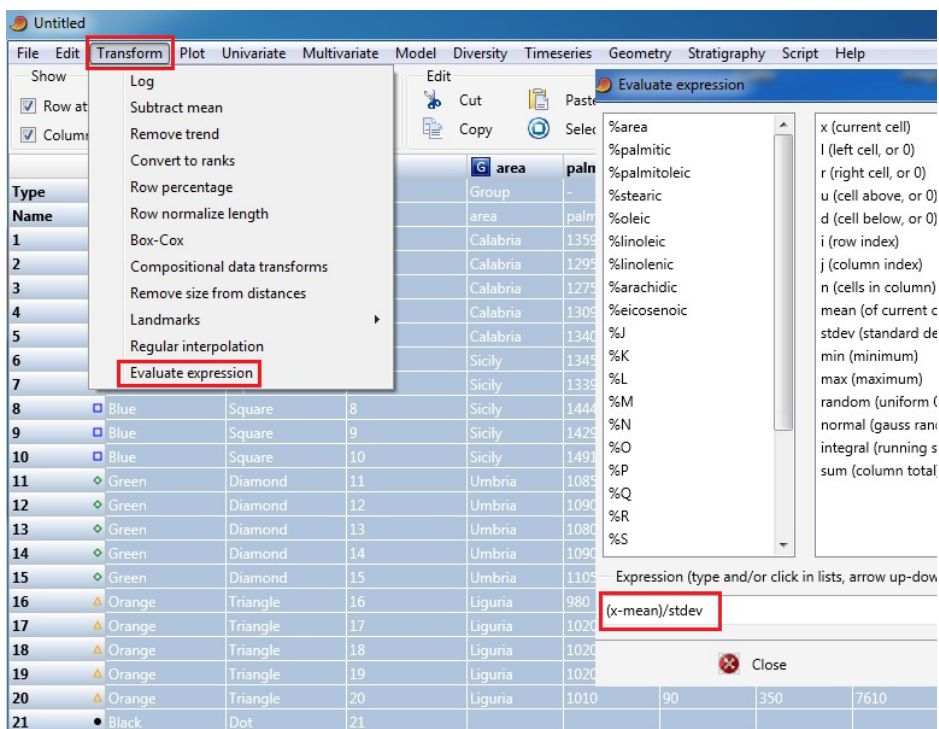 Untitled
File Edit Transform Plot Univariate Multivariate Model Diversity Timeseries Geometry Stratigraphy Script Help
Show
Row at
Column
Log
Subtract mean
Remove trend
Convert to ranks
Row percentage
Row normalize length
Box-Cox
Compositional data transforms
Remove size from distances
Landmarks
Regular interpolation
Evaluate expression
Edit
Cut Paste
Copy Selec
G area palm
Type Group -
Name area palm
1 Calabria 1359
2 Calabria 1295
3 Calabria 1275
4 Calabria 1309
5 Calabria 1340
6 Sicily 1345
7 Sicily 1339
8 Blue Square 8 Sicily 1444
9 Blue Square 9 Sicily 1429
10 Blue Square 10 Sicily 1491
11 Green Diamond 11 Umbria 1085
12 Green Diamond 12 Umbria 1090
13 Green Diamond 13 Umbria 1080
14 Green Diamond 14 Umbria 1090
15 Green Diamond 15 Umbria 1105
16 Orange Triangle 16 Liguria 980
17 Orange Triangle 17 Liguria 1020
18 Orange Triangle 18 Liguria 1020
19 Orange Triangle 19 Liguria 1020
20 Orange Triangle 20 Liguria 1010 90 350 7610
21 Black Dot 21
Evaluate expression
%area
%palmitic
%palmitoleic
%stearic
%oleic
%linoleic
%linolenic
%arachidic
%eicosenoic
%J
%K
%L
%M
%N
%O
%P
%Q
%R
%S
x (current cell)
l (left cell, or 0)
r (right cell, or 0)
u (cell above, or 0)
d (cell below, or 0)
i (row index)
j (column index)
n (cells in column)
mean (of current c
stdev (standard de
min (minimum)
max (maximum)
random (uniform 0
normal (gauss rand
integral (running s
sum (column total)
Expression (type and/or click in lists, arrow up-dow
(x-mean)/stdev
Close